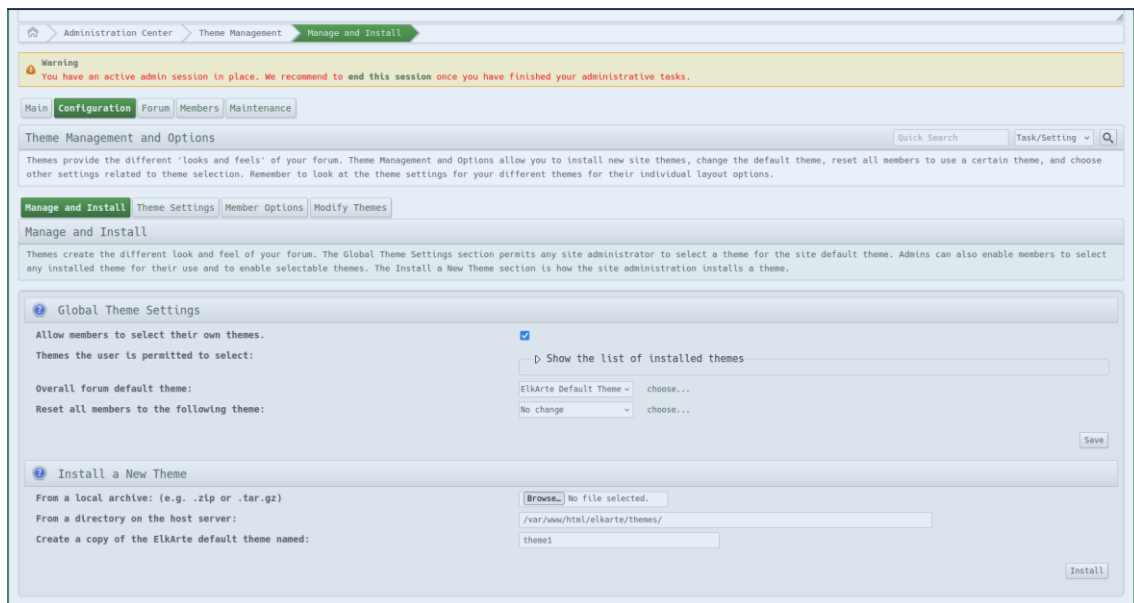 Administration Center Theme Management Manage and Install
Warning
You have an active admin session in place. We recommend to end this session once you have finished your administrative tasks.
Main Configuration Forum Members Maintenance
Theme Management and Options Quick Search Task/Setting
Themes provide the different 'looks and feels' of your forum. Theme Management and Options allow you to install new site themes, change the default theme, reset all members to use a certain theme, and choose
other settings related to theme selection. Remember to look at the theme settings for your different themes for their individual layout options.
Manage and Install Theme Settings Member Options Modify Themes
Manage and Install
Themes create the different look and feel of your forum. The Global Theme Settings section permits any site administrator to select a theme for the site default theme. Admins can also enable members to select
any installed theme for their use and to enable selectable themes. The Install a New Theme section is how the site administration installs a theme.
Global Theme Settings
Allow members to select their own themes.
Themes the user is permitted to select: Show the list of installed themes
Overall forum default theme: ElkArte Default Theme choose...
Reset all members to the following theme: No change choose...
Save
Install a New Theme
From a local archive: (e.g. .zip or .tar.gz) Browse… No file selected.
From a directory on the host server: /var/www/html/elkarte/themes/
Create a copy of the ElkArte default theme named: theme1
Install